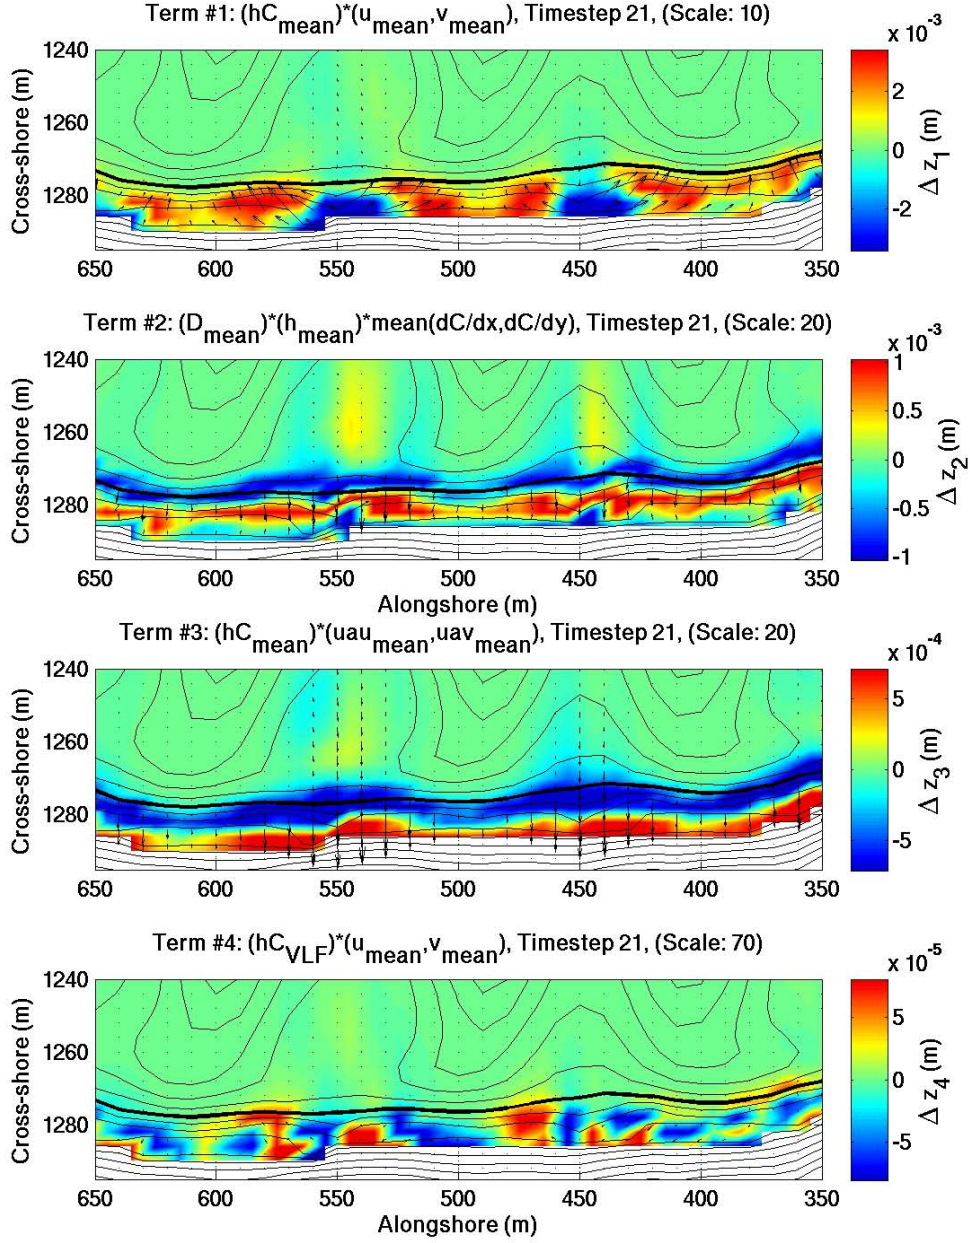 Term #1: (hC_mean)*(u_mean,v_mean), Timestep 21, (Scale: 10)
x 10^-3
1240
1260
1280
Cross-shore (m)
650 600 550 500 450 400 350
2
0
-2
Δ z_1 (m)
Term #2: (D_mean)*(h_mean)*mean(dC/dx,dC/dy), Timestep 21, (Scale: 20)
x 10^-3
1240
1260
1280
Cross-shore (m)
650 600 550 500 450 400 350
Alongshore (m)
1
0.5
0
-0.5
-1
Δ z_2 (m)
Term #3: (hC_mean)*(uau_mean,uav_mean), Timestep 21, (Scale: 20)
x 10^-4
1240
1260
1280
Cross-shore (m)
650 600 550 500 450 400 350
5
0
-5
Δ z_3 (m)
Term #4: (hC_VLF)*(u_mean,v_mean), Timestep 21, (Scale: 70)
x 10^-5
1240
1260
1280
Cross-shore (m)
650 600 550 500 450 400 350
Alongshore (m)
5
0
-5
Δ z_4 (m)